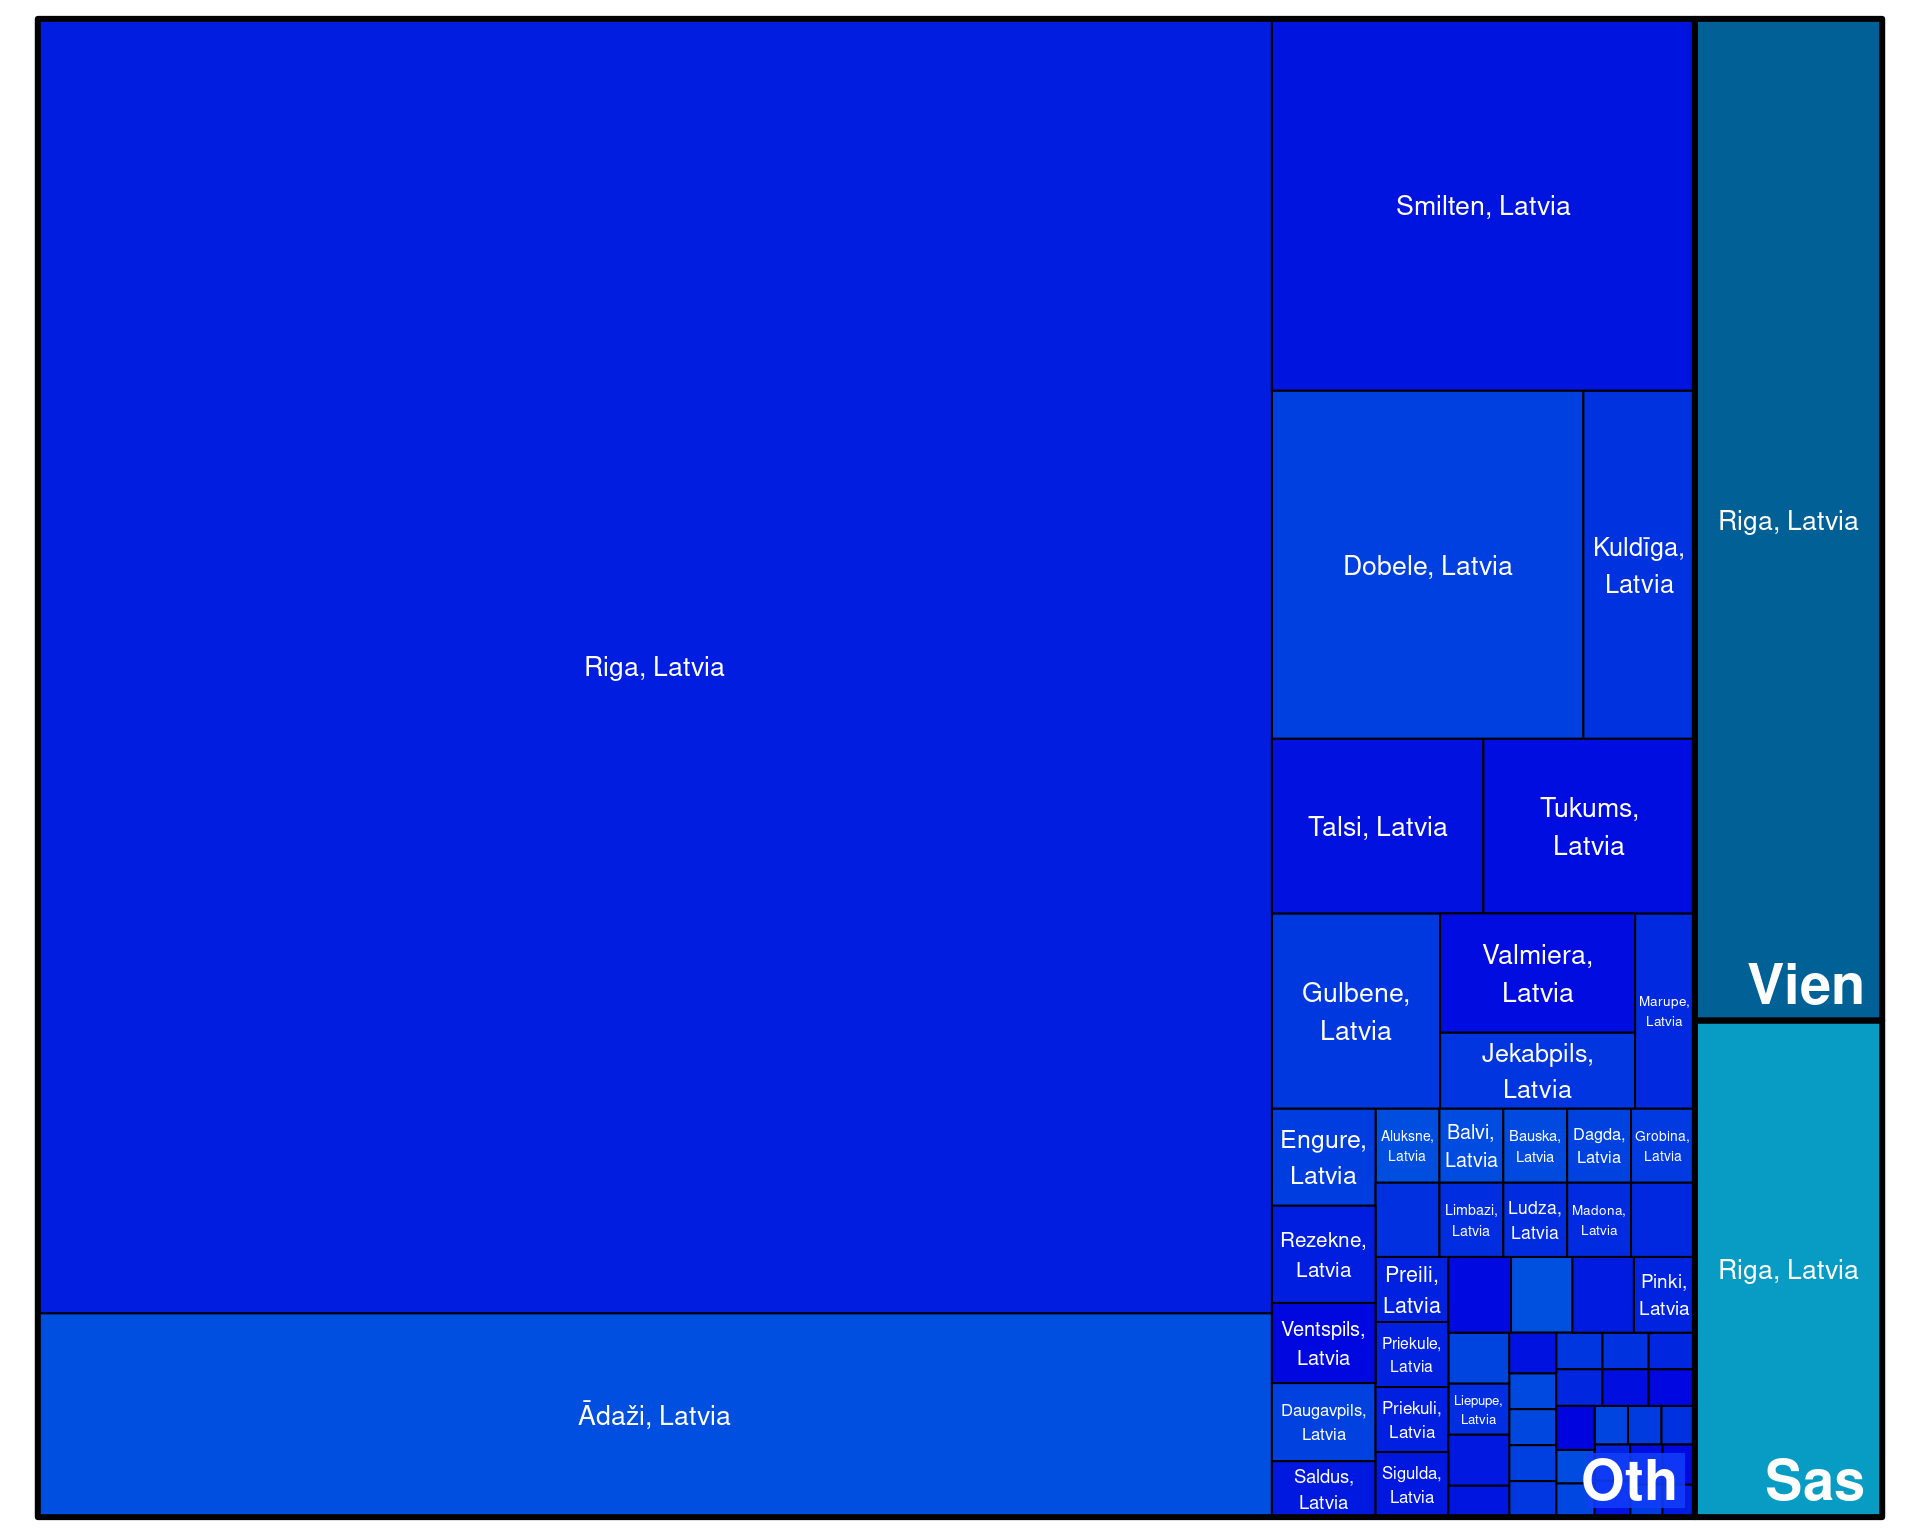 Riga, Latvia
Ādaži, Latvia
Smilten, Latvia
Dobele, Latvia
Kuldīga,
Latvia
Talsi, Latvia
Tukums,
Latvia
Gulbene,
Latvia
Valmiera,
Latvia
Jekabpils,
Latvia
Marupe,
Latvia
Engure,
Latvia
Rezekne,
Latvia
Ventspils,
Latvia
Daugavpils,
Latvia
Saldus,
Latvia
Aluksne,
Latvia
Balvi,
Latvia
Bauska,
Latvia
Dagda,
Latvia
Grobina,
Latvia
Limbazi,
Latvia
Ludza,
Latvia
Madona,
Latvia
Preili,
Latvia
Pinki,
Latvia
Priekule,
Latvia
Priekuli,
Latvia
Sigulda,
Latvia
Liepupe,
Latvia
Oth
Riga, Latvia
Vien
Riga, Latvia
Sas